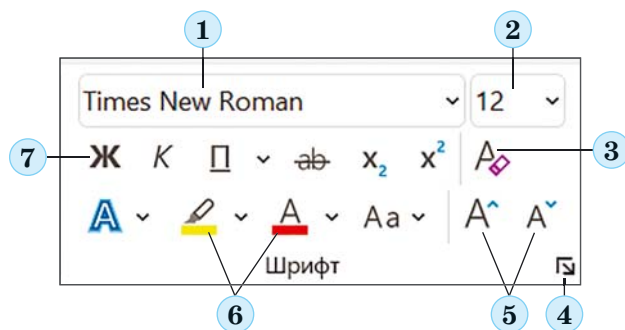 1 2
Times New Roman 12
7 Ж К П ab x₂ x² A 3
A A Aa A A
Шрифт
6 5 4